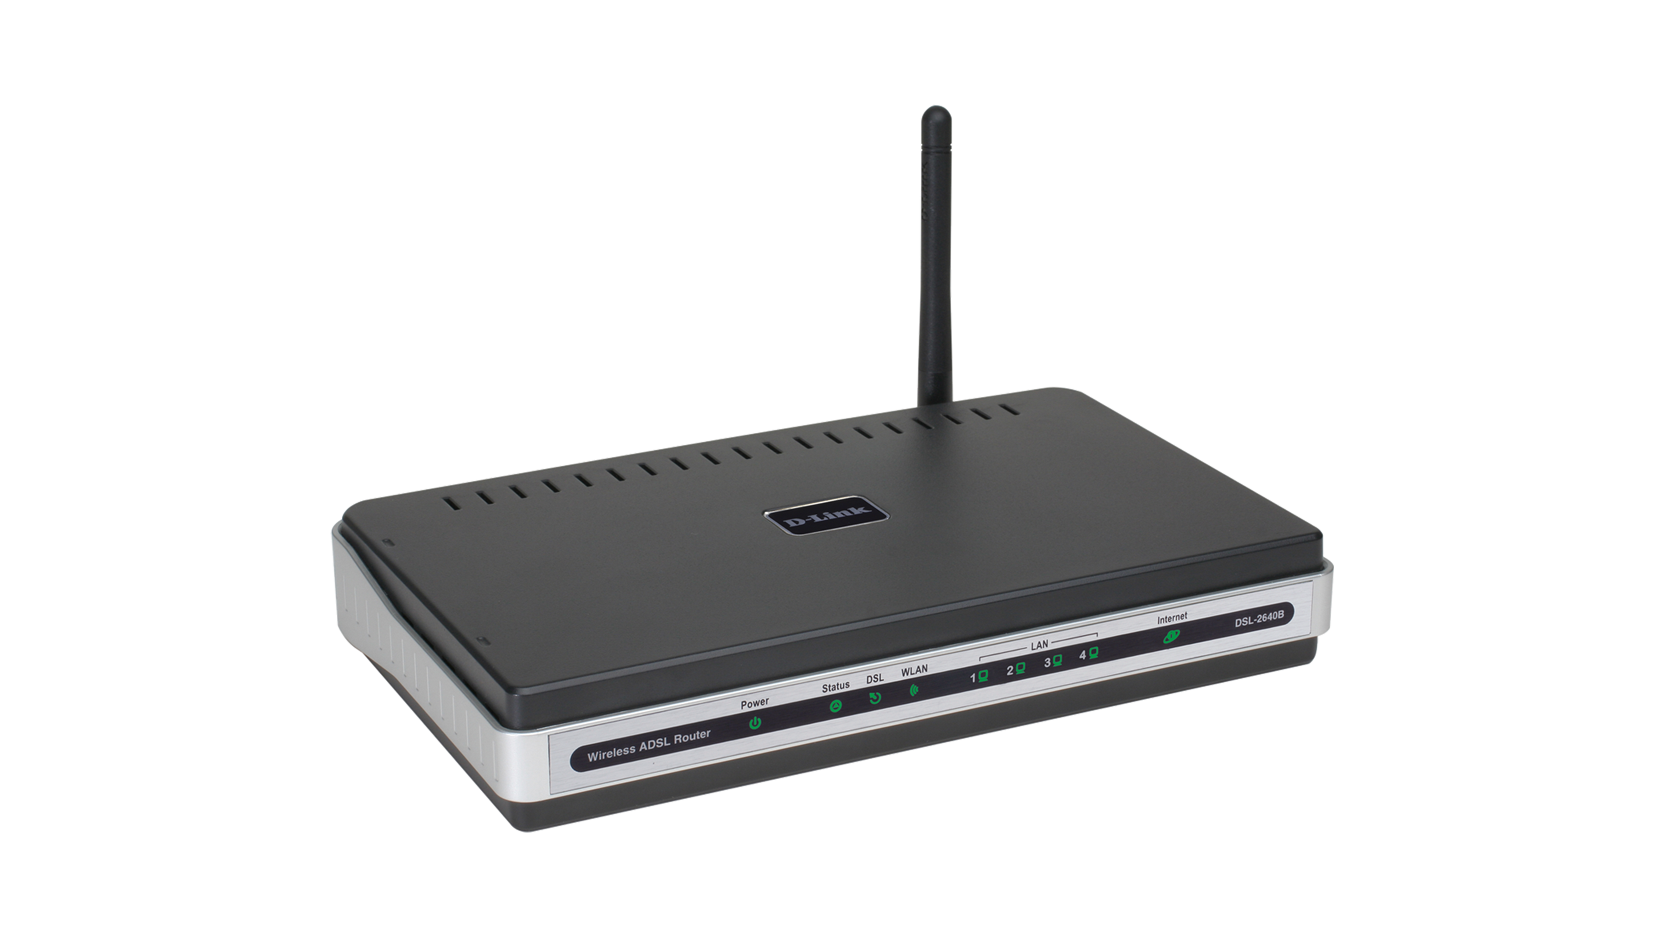 D-Link
Wireless ADSL Router
Power
Status
DSL
WLAN
LAN
1
2
3
4
Internet
DSL-2640B